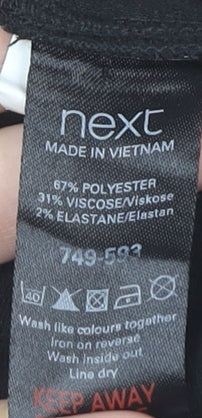 next
MADE IN VIETNAM
67% POLYESTER
31% VISCOSE/Viskose
2% ELASTANE/Elastan
749-593
40
Wash like colours together
Iron on reverse
Wash inside out
Line dry
KEEP AWAY